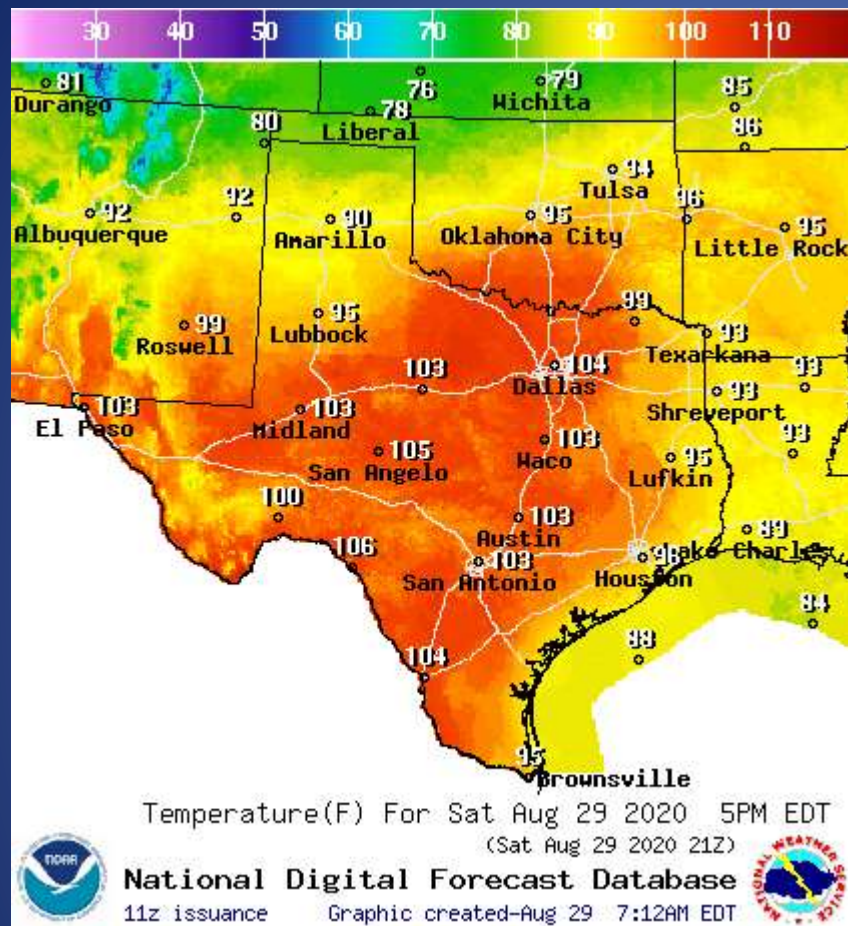 30 40 50 60 70 80 90 100 110
81
Durango
76
79
Wichita
85
78
Liberal
80
86
94
Tulsa
92
Albuquerque
92
90
Amarillo
95
Oklahoma City
96
95
Little Rock
99
Roswell
95
Lubbock
99
93
Texarkana
103
104
Dallas
93
Shreveport
93
103
El Paso
103
Midland
105
San Angelo
103
Waco
95
Lufkin
93
100
103
Austin
89
106
103
San Antonio
98
Houston
84
104
88
95
Brownsville
Temperature(F) For Sat Aug 29 2020 5PM EDT
(Sat Aug 29 2020 21Z)
NOAA
National Digital Forecast Database
11z issuance Graphic created-Aug 29 7:12AM EDT
NATIONAL WEATHER SERVICE